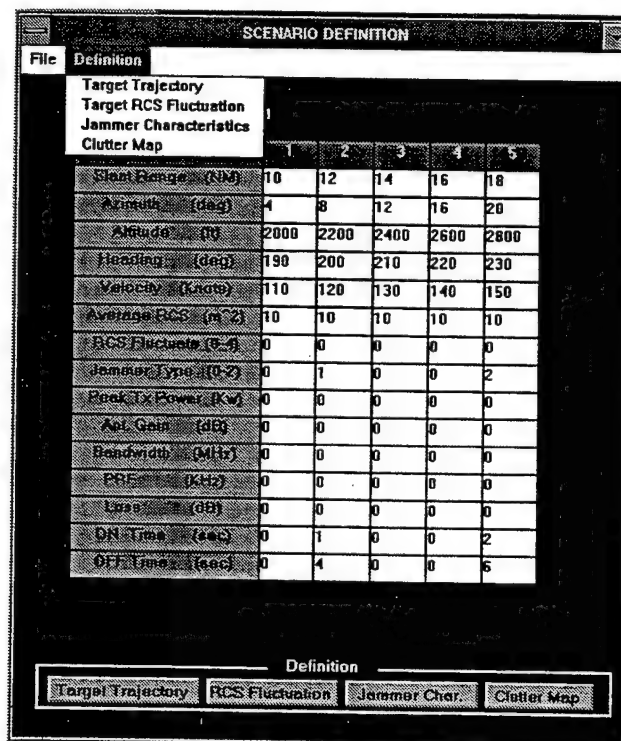 SCENARIO DEFINITION
File Definition
Target Trajectory
Target RCS Fluctuation
Jammer Characteristics
Clutter Map
1 2 3 4 5
Slant Range (NM) 10 12 14 16 18
Azimuth (deg) 4 8 12 16 20
Altitude (ft) 2000 2200 2400 2600 2800
Heading (deg) 190 200 210 220 230
Velocity (Knots) 110 120 130 140 150
Average RCS (m^2) 10 10 10 10 10
RCS Fluctuate (0-4) 0 0 0 0 0
Jammer Type (0-2) 0 1 0 0 2
Peak Tx Power (Kw) 0 0 0 0 0
Ant. Gain (dB) 0 0 0 0 0
Bandwidth (MHz) 0 0 0 0 0
PRF (KHz) 0 0 0 0 0
Loss (dB) 0 0 0 0 0
ON Time (sec) 0 1 0 0 2
OFF Time (sec) 0 4 0 0 6
Definition
Target Trajectory RCS Fluctuation Jammer Char. Clutter Map